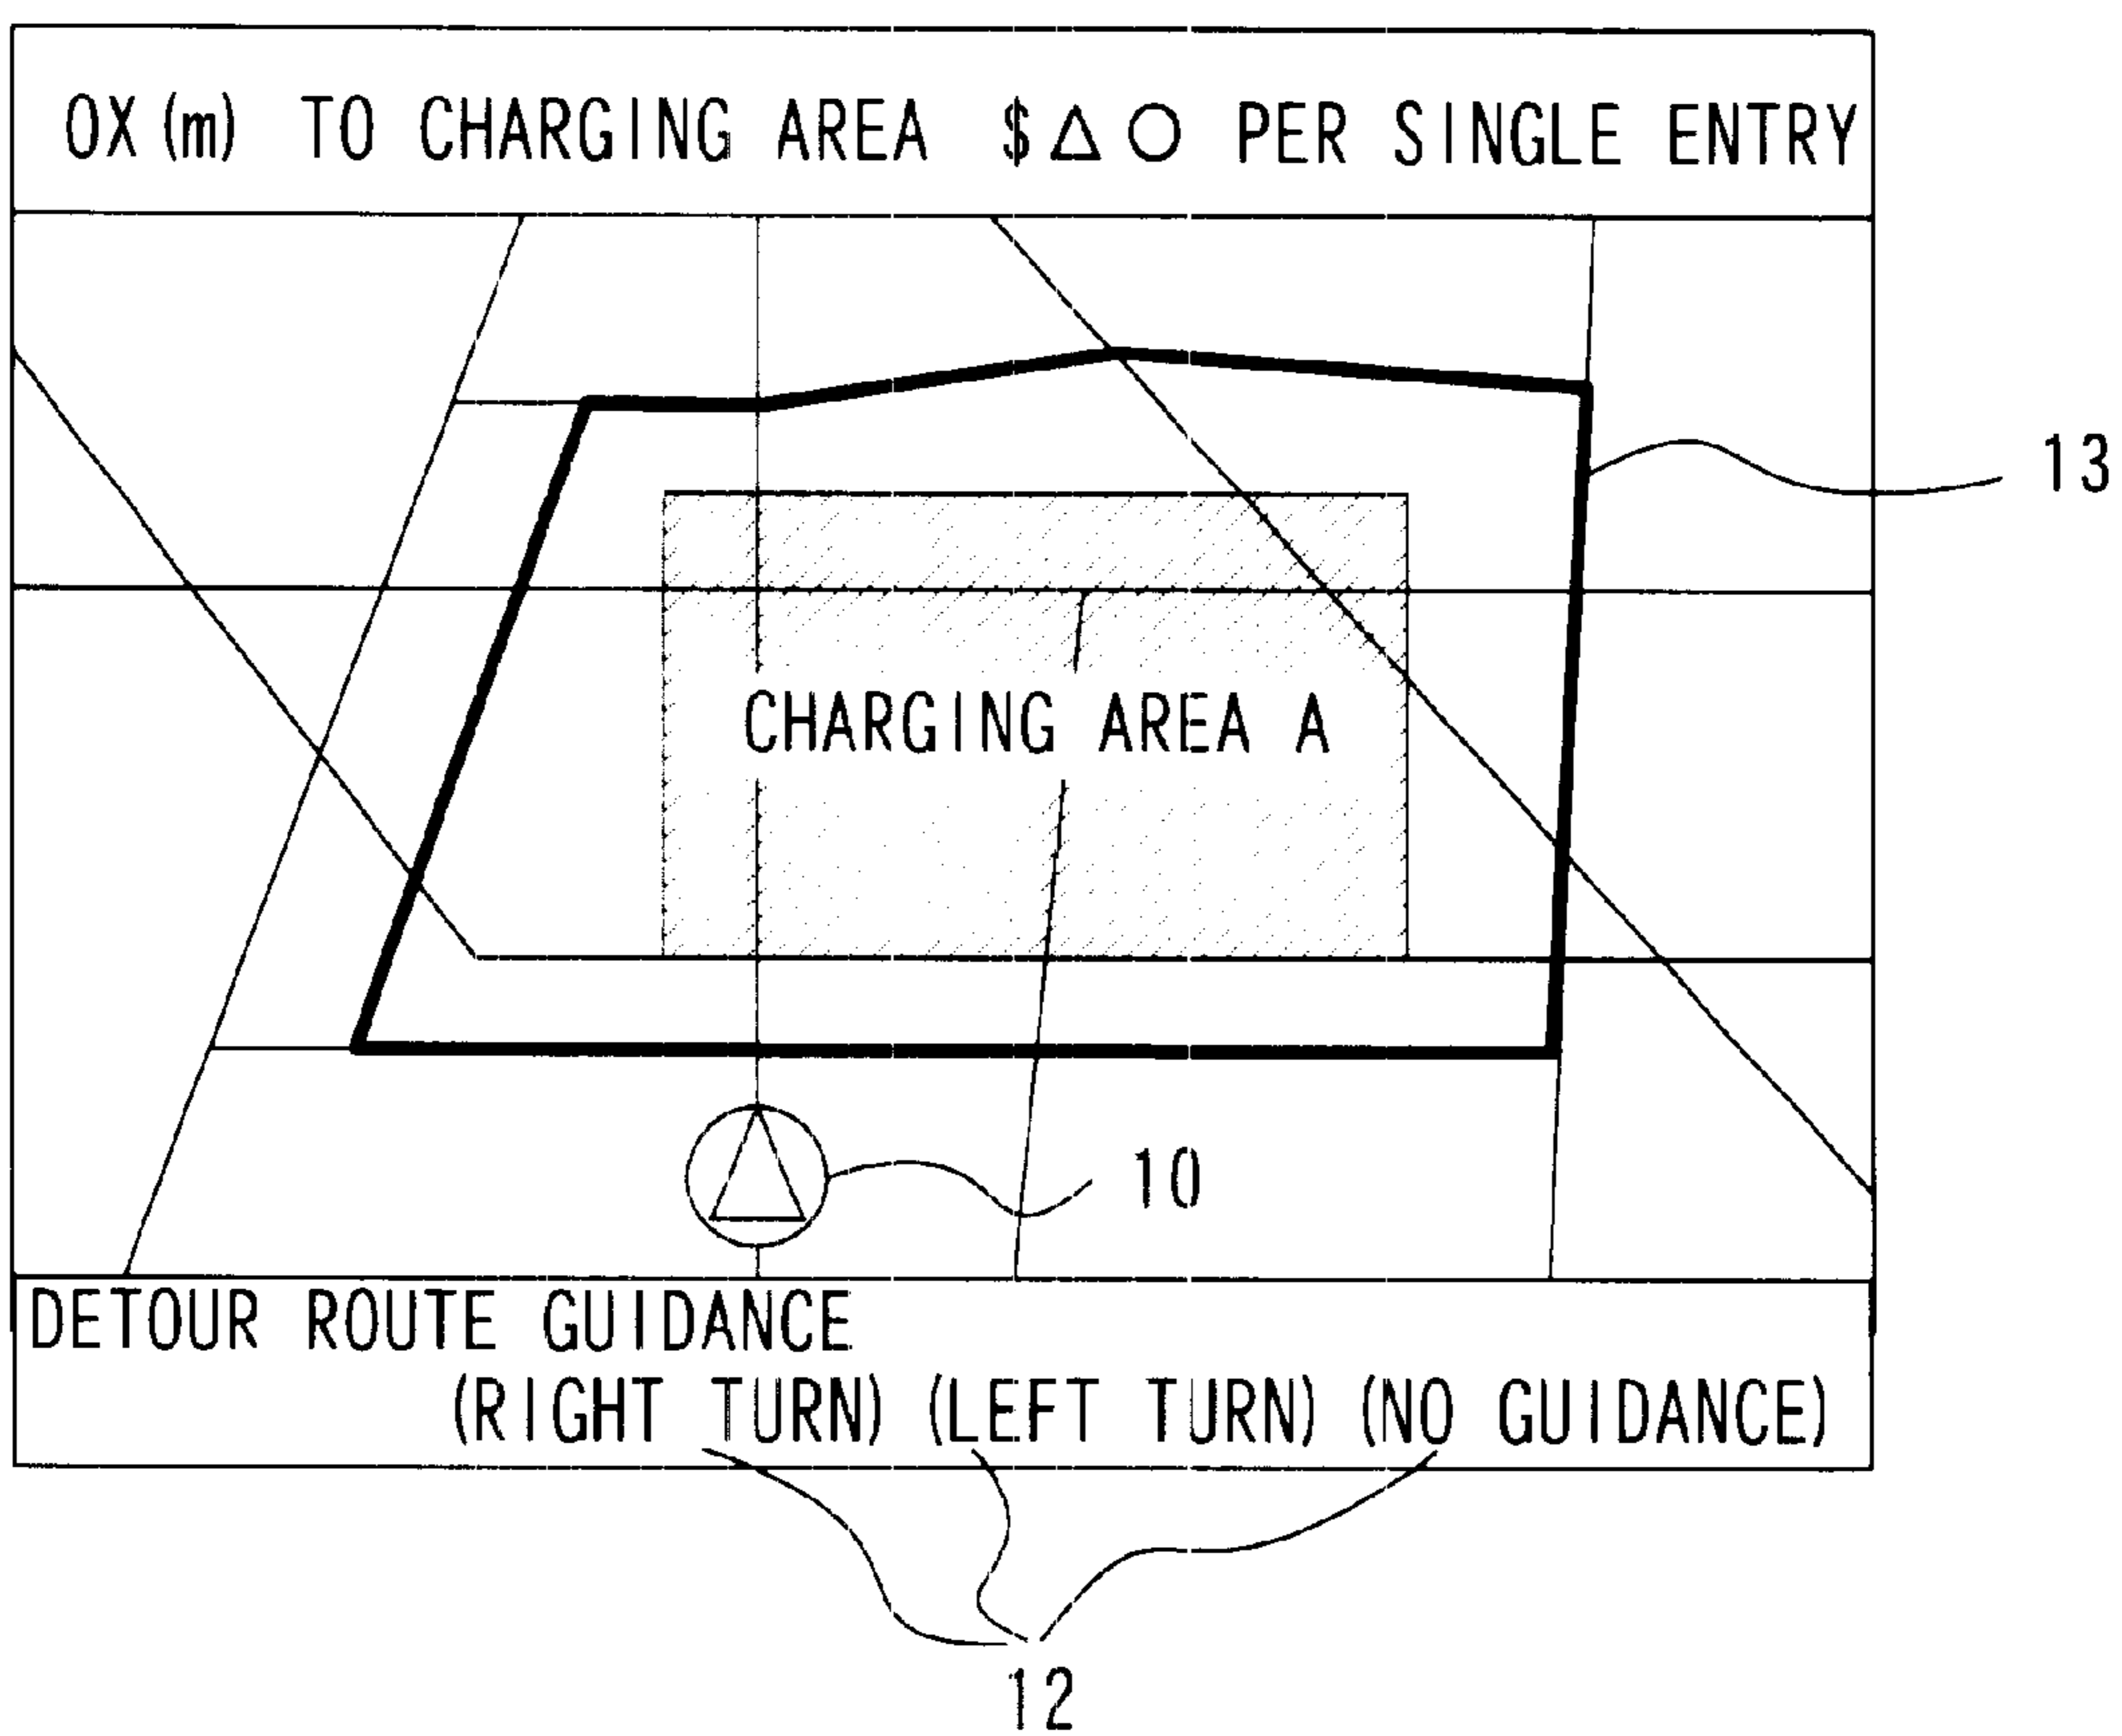 OX(m) TO CHARGING AREA $△○ PER SINGLE ENTRY
13
CHARGING AREA A
10
DETOUR ROUTE GUIDANCE
(RIGHT TURN) (LEFT TURN) (NO GUIDANCE)
12